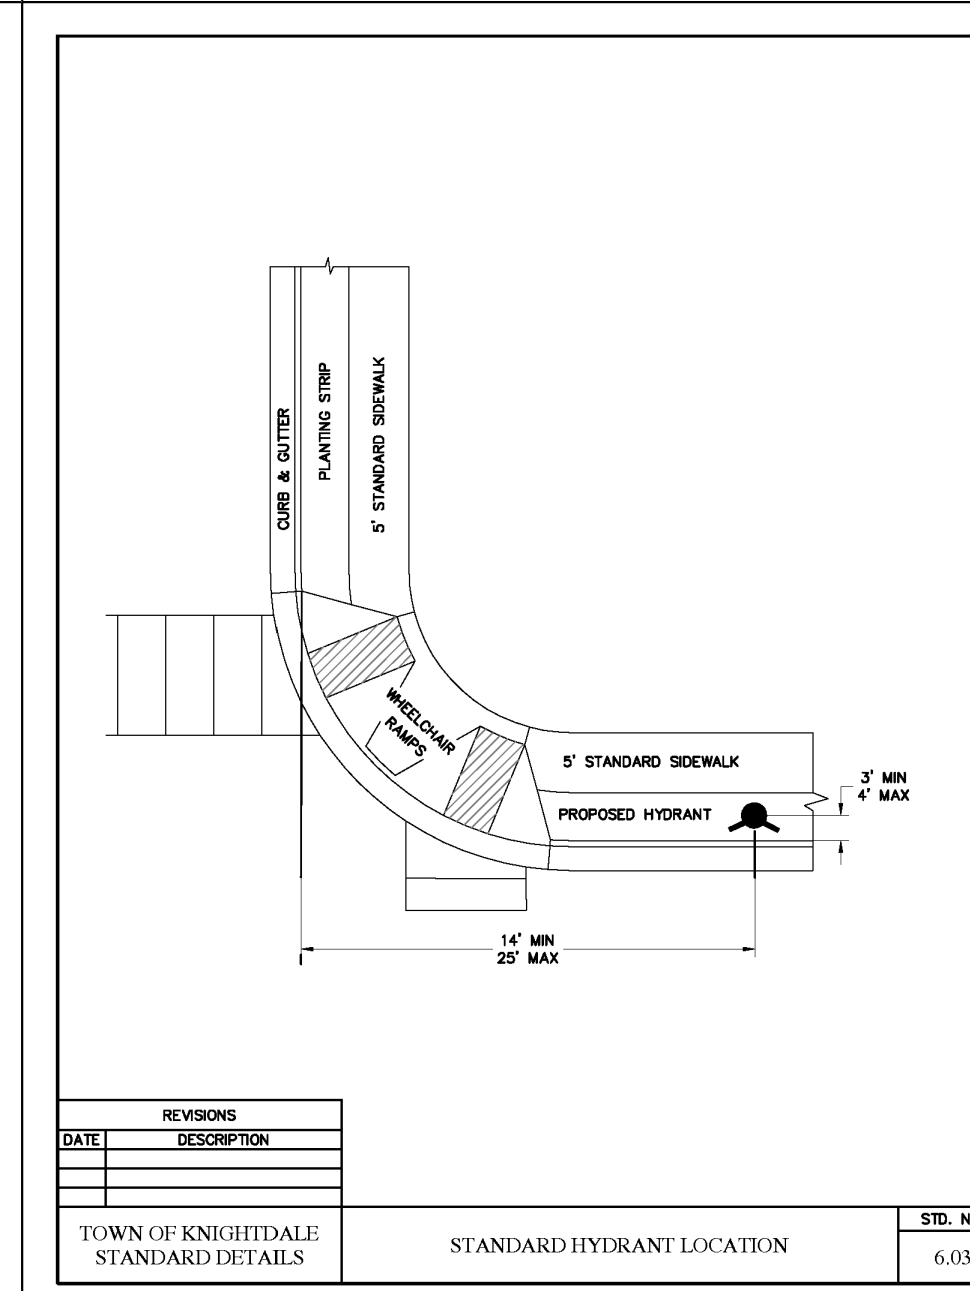 CURB & GUTTER
PLANTING STRIP
5' STANDARD SIDEWALK
WHEELCHAIR
RAMPS
5' STANDARD SIDEWALK
PROPOSED HYDRANT
3' MIN
4' MAX
14' MIN
25' MAX
REVISIONS
DATE DESCRIPTION
TOWN OF KNIGHTDALE
STANDARD DETAILS
STANDARD HYDRANT LOCATION
STD. N
6.03